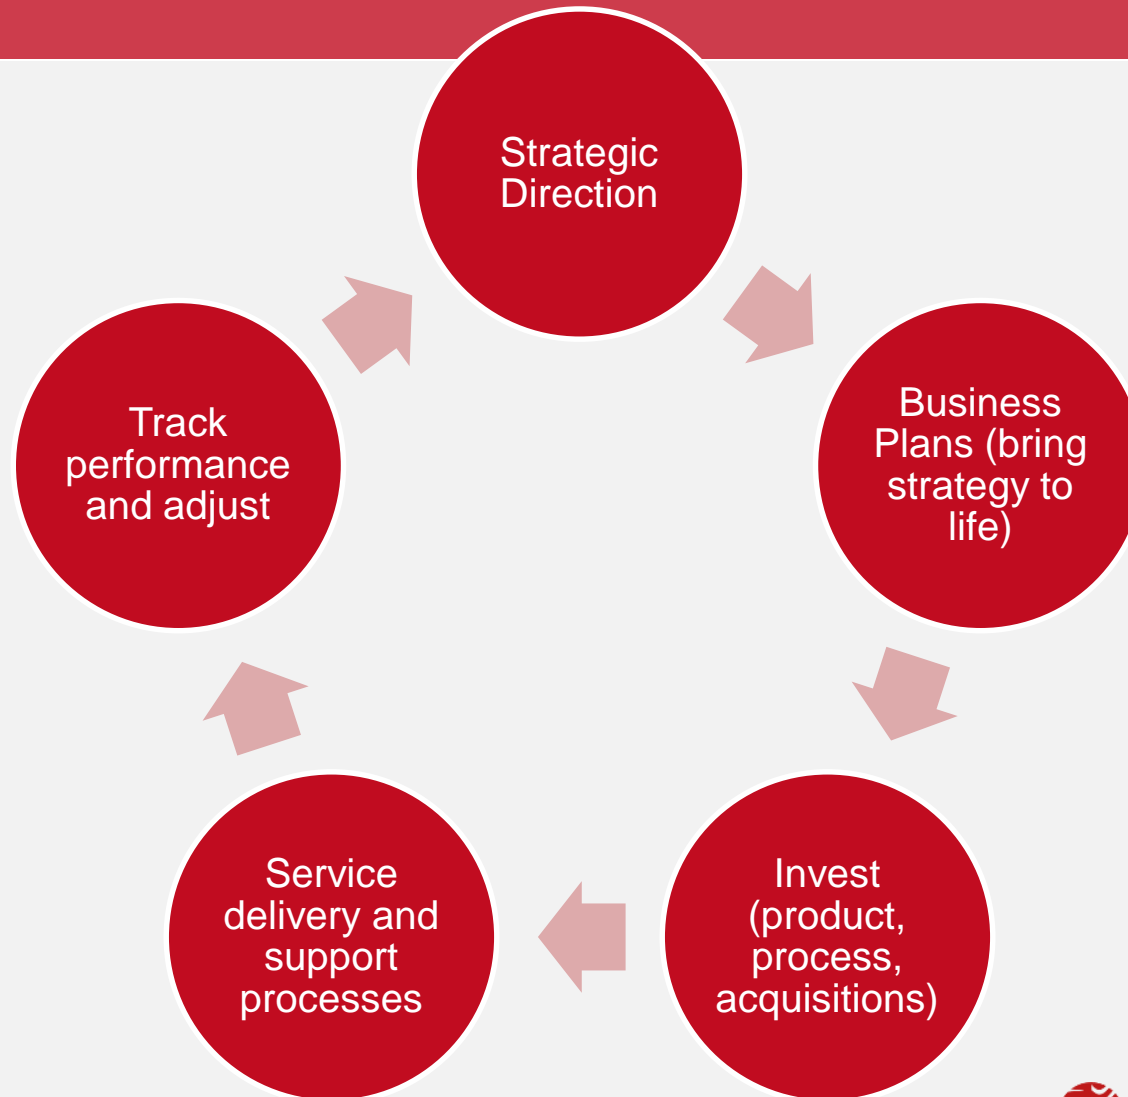 Strategic
Direction
Business
Plans (bring
strategy to
life)
Invest
(product,
process,
acquisitions)
Service
delivery and
support
processes
Track
performance
and adjust